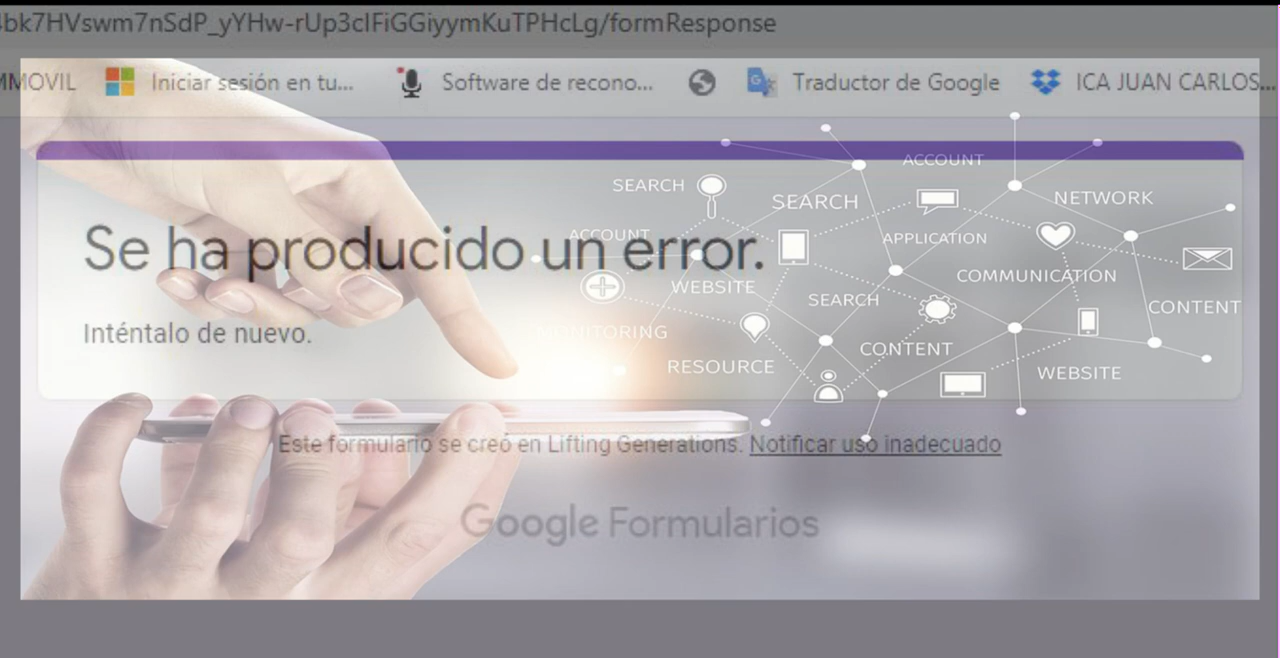 4bk7HVswm7nSdP_yYHw-rUp3clFiGGiyymKuTPHcLg/formResponse
MMOVIL Iniciar sesión en tu... Software de recono... Traductor de Google ICA JUAN CARLOS...
ACCOUNT
SEARCH
SEARCH
NETWORK
ACCOUNT
APPLICATION
Se ha producido un error.
COMMUNICATION
WEBSITE
SEARCH
CONTENT
Inténtalo de nuevo.
MONITORING
CONTENT
RESOURCE
WEBSITE
Este formulario se creó en Lifting Generations. Notificar uso inadecuado
Google Formularios